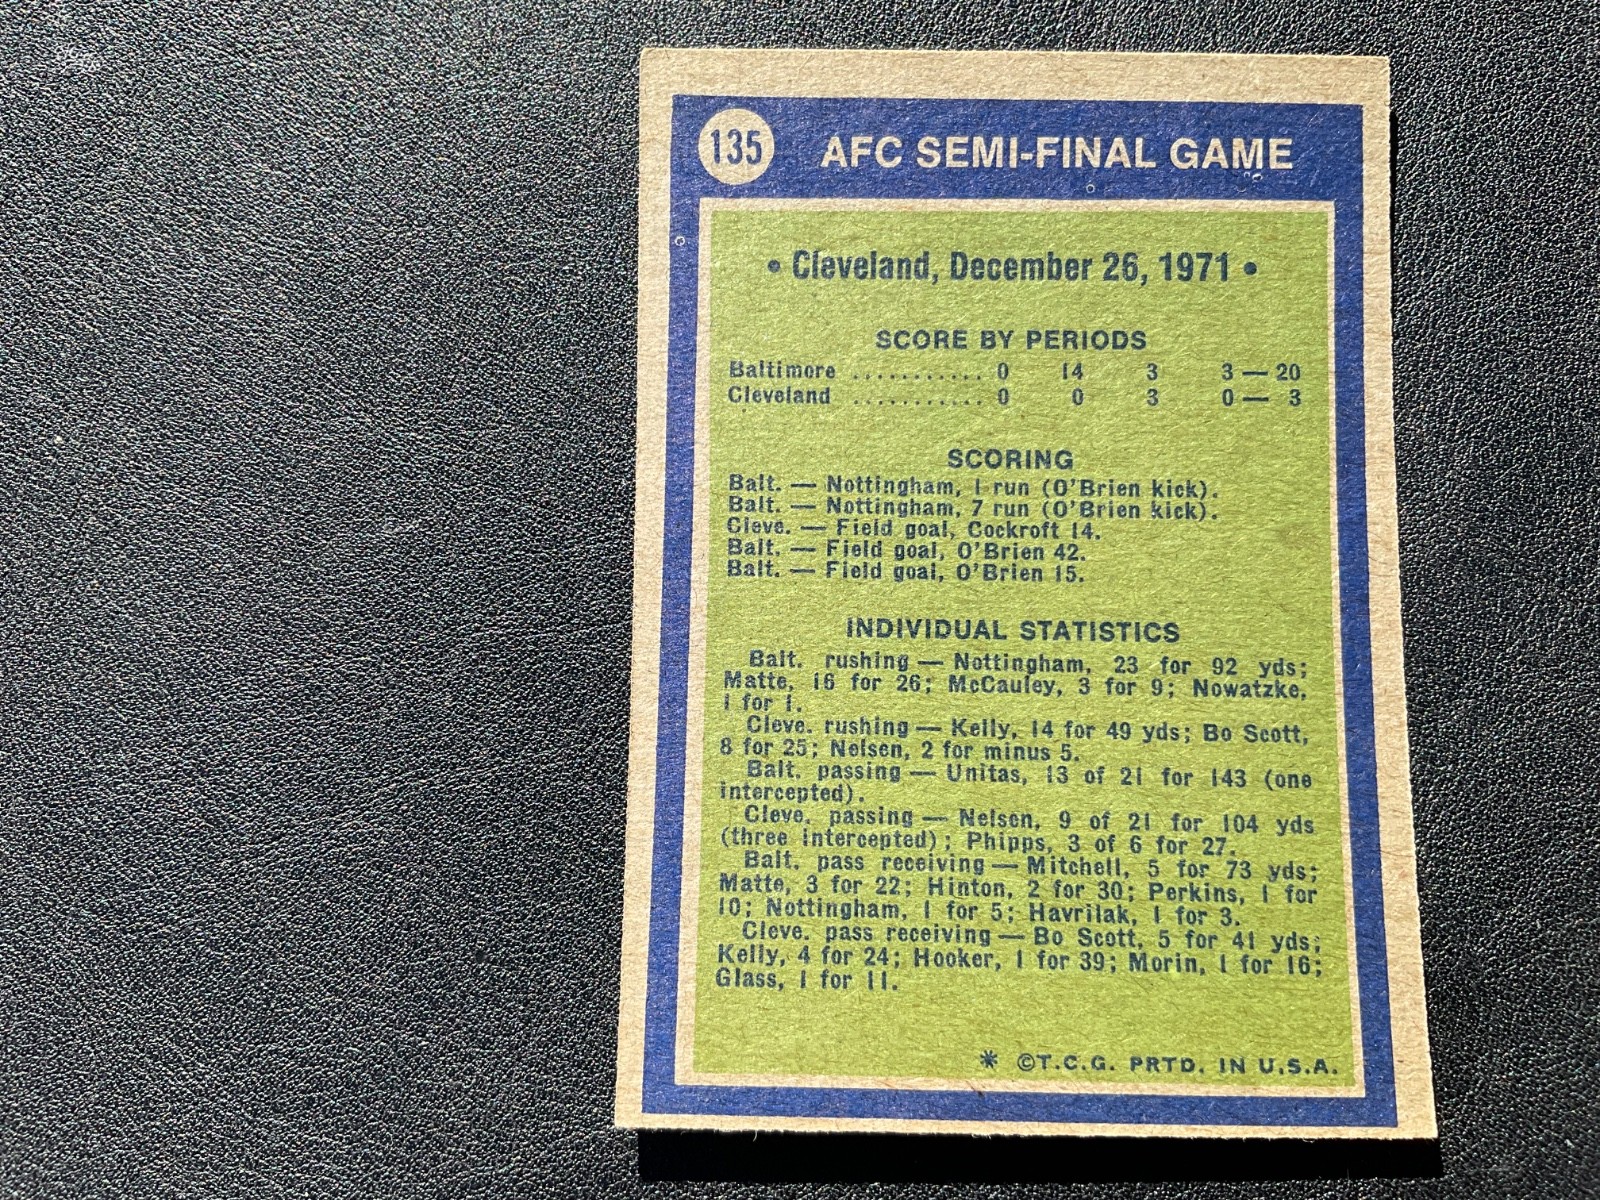 135 AFC SEMI-FINAL GAME
• Cleveland, December 26, 1971 •
SCORE BY PERIODS
Baltimore ........... 0 14 3 3 — 20
Cleveland ........... 0 0 3 0 — 3
SCORING
Balt. — Nottingham, 1 run (O'Brien kick).
Balt. — Nottingham, 7 run (O'Brien kick).
Cleve. — Field goal, Cockroft 14.
Balt. — Field goal, O'Brien 42.
Balt. — Field goal, O'Brien 15.
INDIVIDUAL STATISTICS
Balt. rushing — Nottingham, 23 for 92 yds;
Matte, 16 for 26; McCauley, 3 for 9; Nowatzke,
1 for 1.
Cleve. rushing — Kelly, 14 for 49 yds; Bo Scott,
8 for 25; Nelsen, 2 for minus 5.
Balt. passing — Unitas, 13 of 21 for 143 (one
intercepted).
Cleve. passing — Nelsen, 9 of 21 for 104 yds
(three intercepted); Phipps, 3 of 6 for 27.
Balt. pass receiving — Mitchell, 5 for 73 yds;
Matte, 3 for 22; Hinton, 2 for 30; Perkins, 1 for
10; Nottingham, 1 for 5; Havrilak, 1 for 3.
Cleve. pass receiving — Bo Scott, 5 for 41 yds;
Kelly, 4 for 24; Hooker, 1 for 39; Morin, 1 for 16;
Glass, 1 for 11.
* ©T.C.G. PRTD. IN U.S.A.